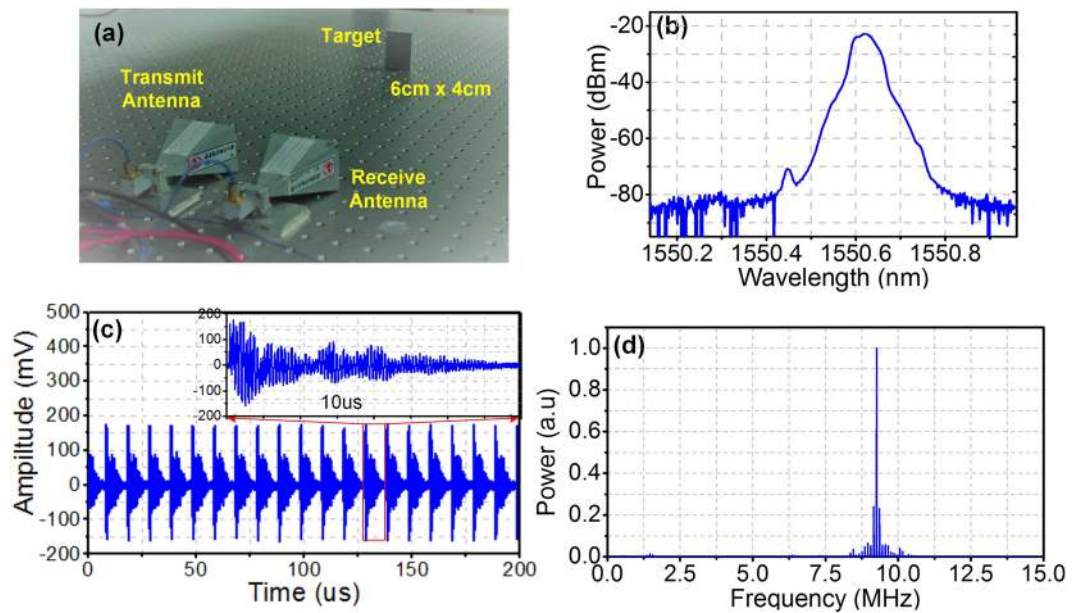 (a)
Target
Transmit
Antenna
6cm x 4cm
Receive
Antenna
(b)
Power (dBm)
-20
-40
-60
-80
1550.2 1550.4 1550.6 1550.8
Wavelength (nm)
(c)
Ampiltude (mV)
500
400
300
200
100
0
-100
-200
200
100
0
-100
200
10us
0 50 100 150 200
Time (us)
(d)
Power (a.u)
1.0
0.8
0.6
0.4
0.2
0.0
0.0 2.5 5.0 7.5 10.0 12.5 15.0
Frequency (MHz)